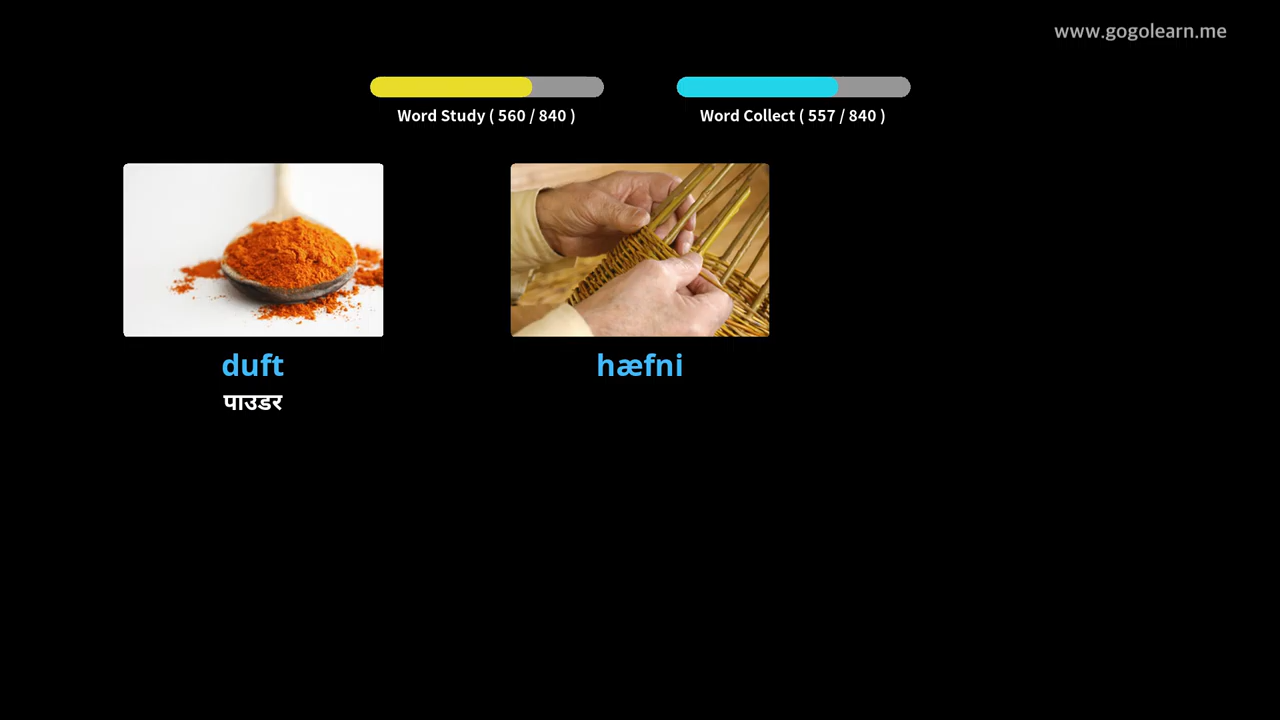 www.gogolearn.me
Word Study ( 560 / 840 )
Word Collect ( 557 / 840 )
duft
hæfni
पाउडर